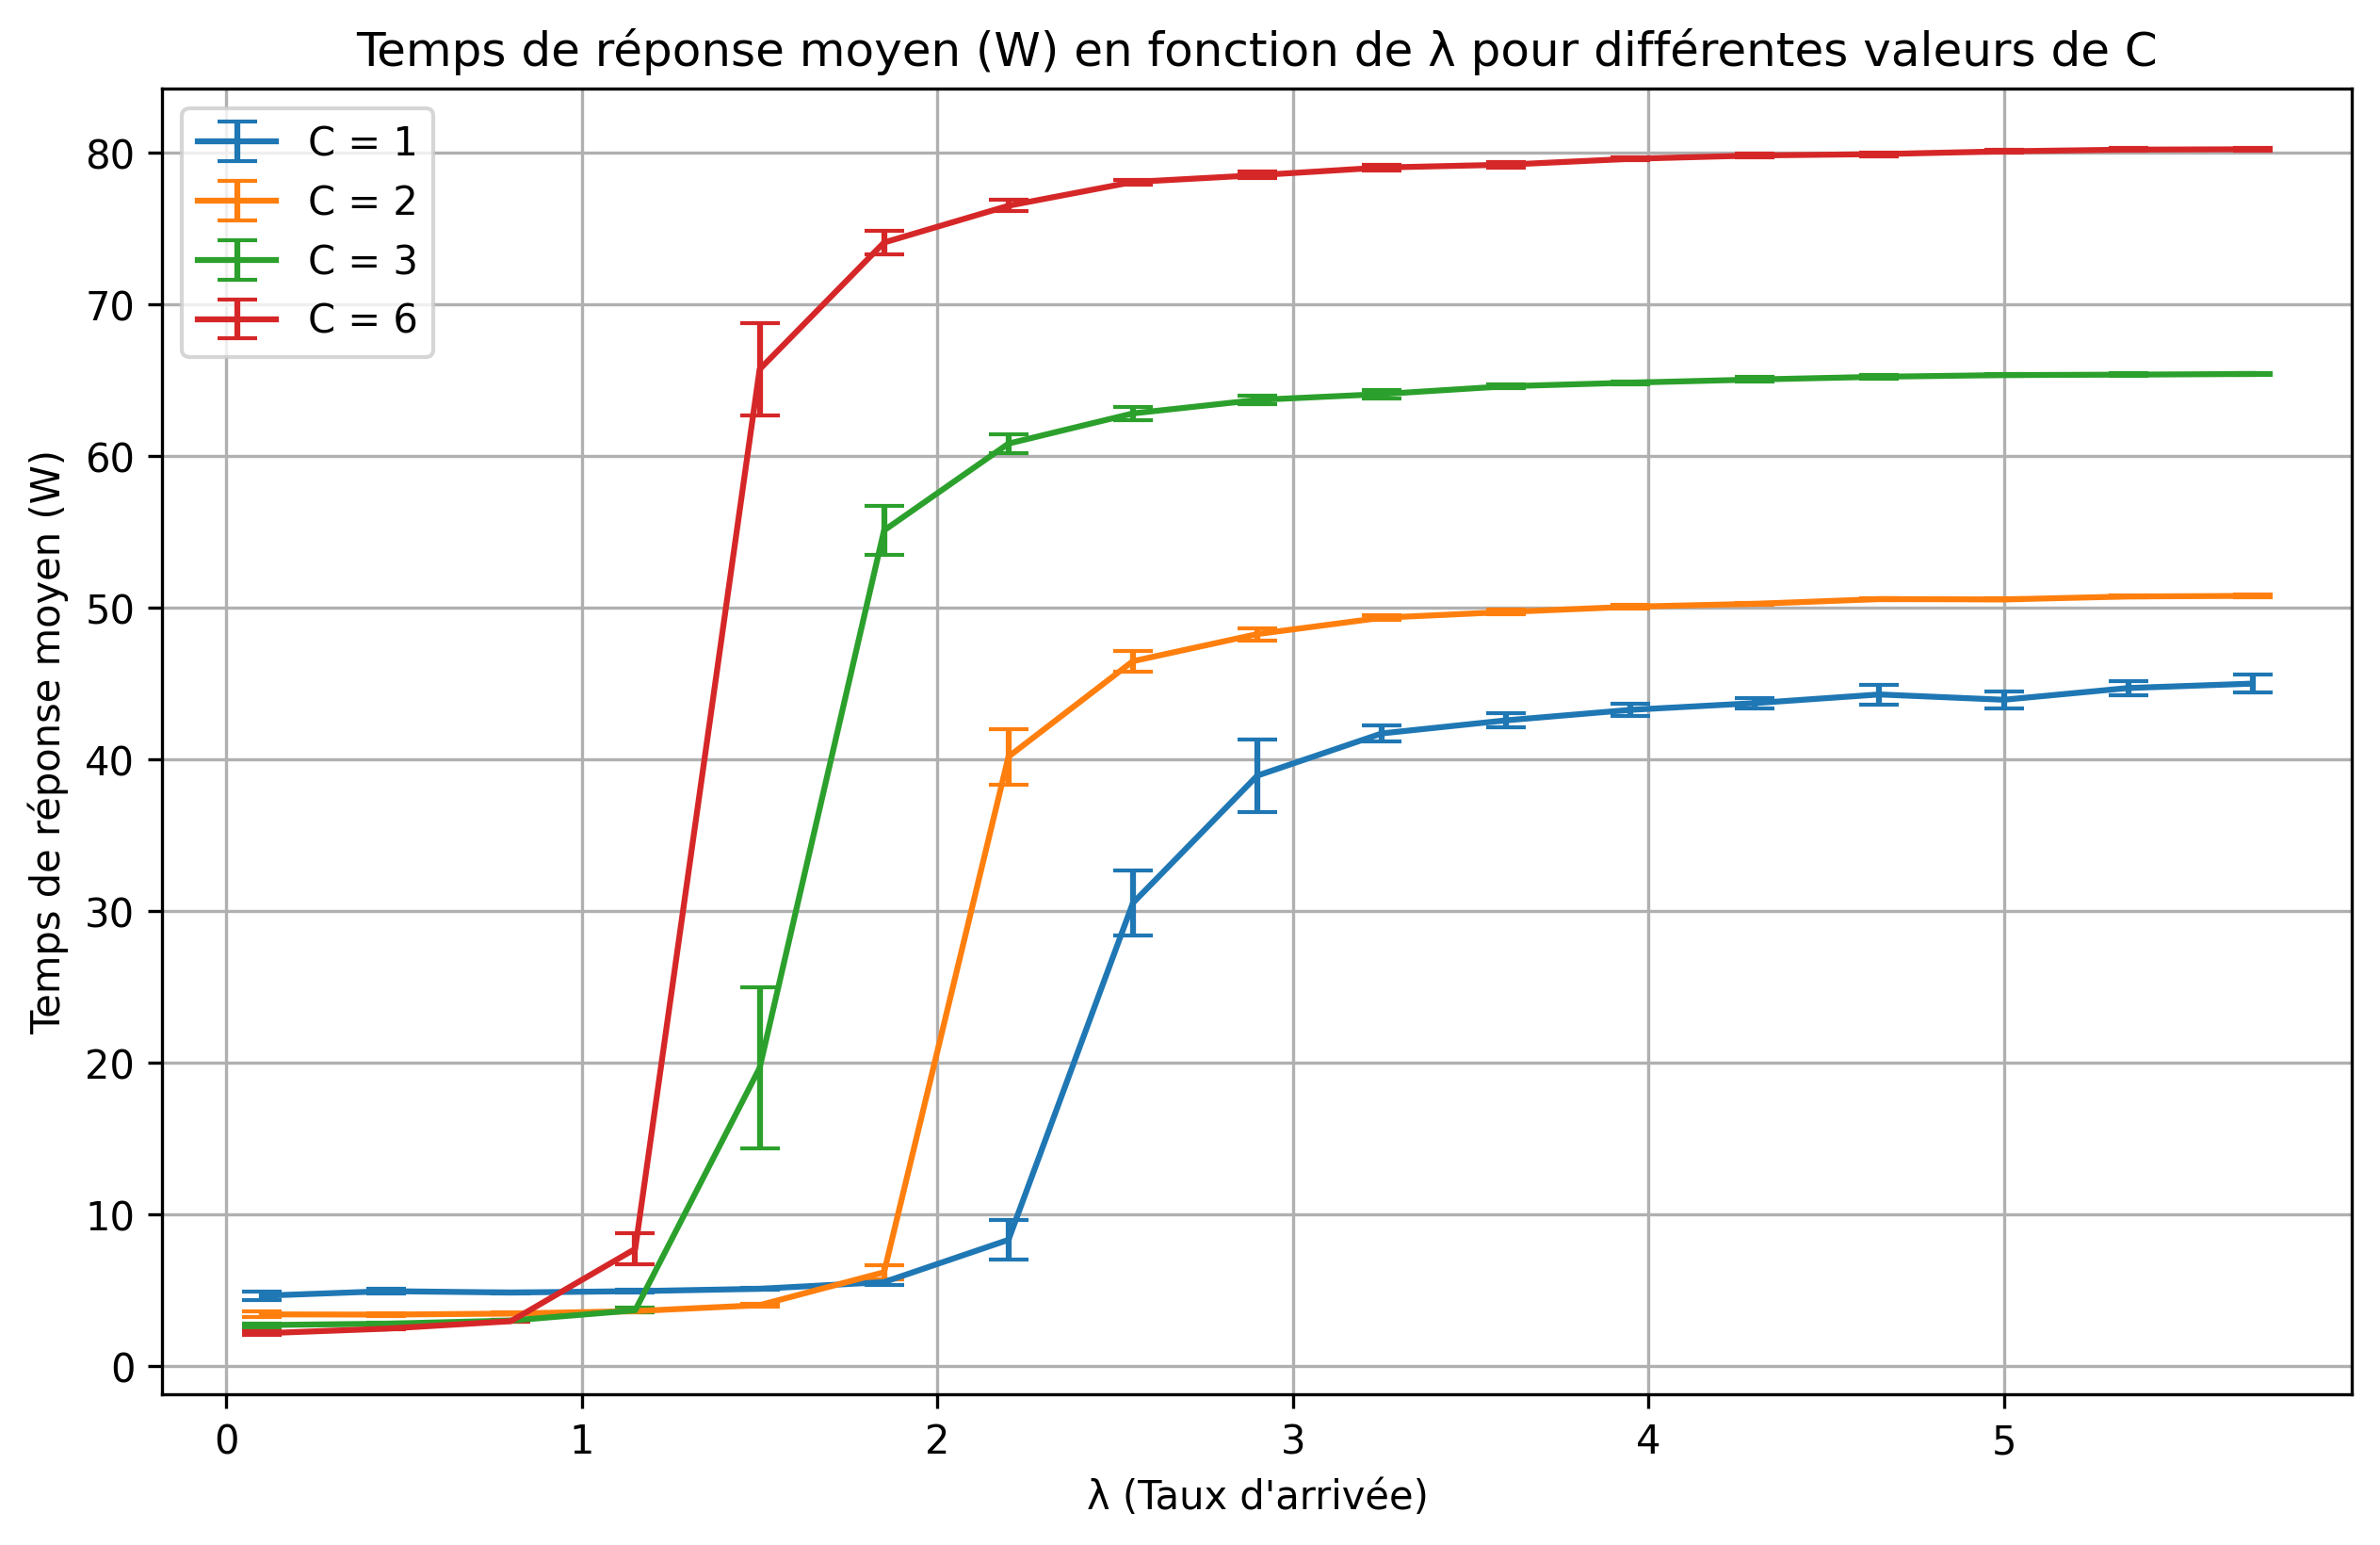 Temps de réponse moyen (W) en fonction de λ pour différentes valeurs de C
C = 1
C = 2
C = 3
C = 6
Temps de réponse moyen (W)
80
70
60
50
40
30
20
10
0
0 1 2 3 4 5
λ (Taux d'arrivée)